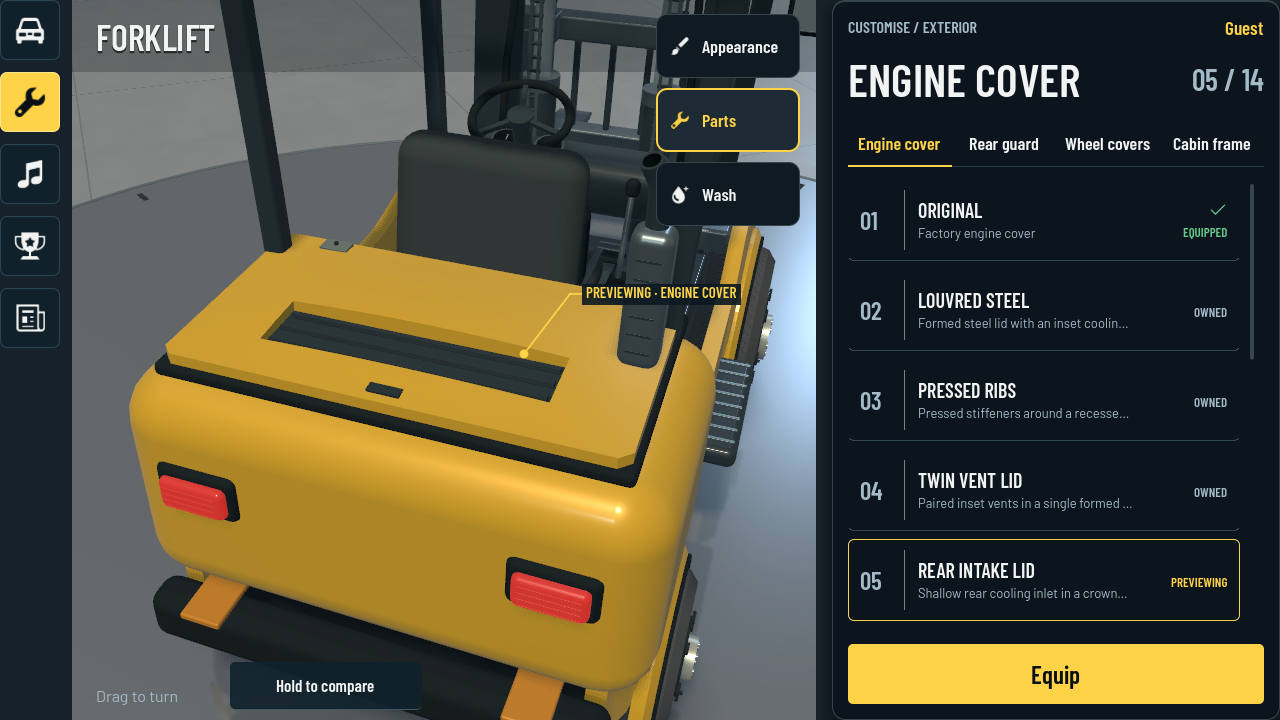 FORKLIFT
Appearance
Parts
Wash
PREVIEWING · ENGINE COVER
Hold to compare
Drag to turn
CUSTOMISE / EXTERIOR
Guest
ENGINE COVER
05 / 14
Engine cover
Rear guard
Wheel covers
Cabin frame
01
ORIGINAL
Factory engine cover
EQUIPPED
02
LOUVRED STEEL
Formed steel lid with an inset coolin...
OWNED
03
PRESSED RIBS
Pressed stiffeners around a recesse...
OWNED
04
TWIN VENT LID
Paired inset vents in a single formed ...
OWNED
05
REAR INTAKE LID
Shallow rear cooling inlet in a crown...
PREVIEWING
Equip